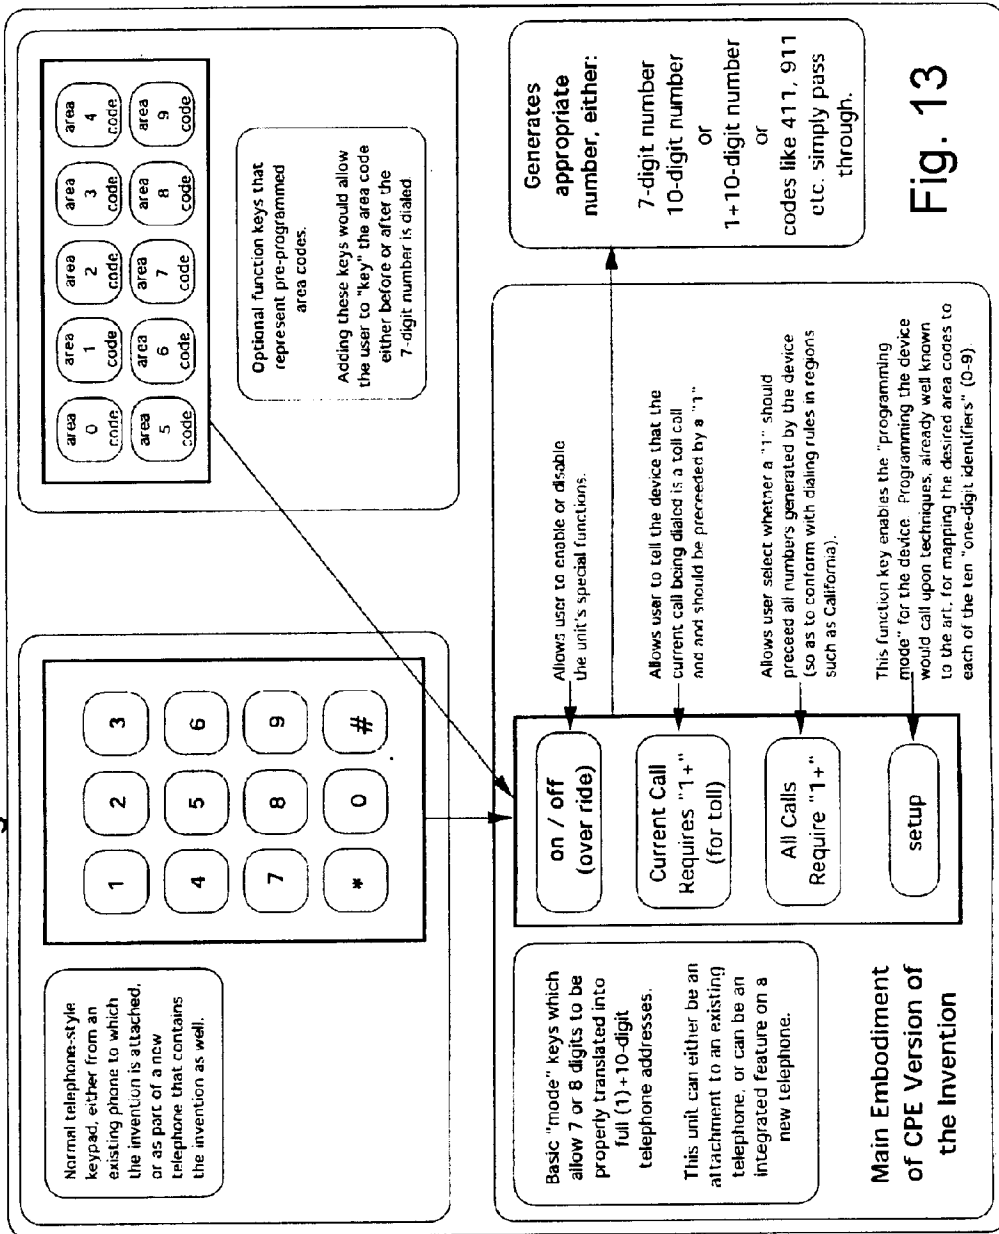 Normal telephone-style
keypad, either from an
existing phone to which
the invention is attached,
or as part of a new
telephone that contains
the invention as well.
1
2
3
4
5
6
7
8
9
*
0
#
area
0
code
area
1
code
area
2
code
area
3
code
area
4
code
area
5
code
area
6
code
area
7
code
area
8
code
area
9
code
Optional function keys that
represent pre-programmed
area codes.
Adding these keys would allow
the user to "key" the area code
either before or after the
7-digit number is dialed.
Basic "mode" keys which
allow 7 or 8 digits to be
properly translated into
full (1)+10-digit
telephone addresses.
This unit can either be an
attachment to an existing
telephone, or can be an
integrated feature on a
new telephone.
Main Embodiment
of CPE Version of
the Invention
on / off
(over ride)
Current Call
Requires "1+"
(for toll)
All Calls
Require "1+"
setup
Allows user to enable or disable
the unit's special functions.
Allows user to tell the device that the
current call being dialed is a toll call
and and should be preceeded by a "1"
Allows user select whether a "1" should
preceed all numbers generated by the device
(so as to conform with dialing rules in regions
such as California).
This function key enables the "programming
mode" for the device. Programming the device
would call upon techniques, already well known
to the art, for mapping the desired area codes to
each of the ten "one-digit identifiers" (0-9).
Generates
appropriate
number, either:
7-digit number
10-digit number
or
1+10-digit number
or
codes like 411, 911
etc. simply pass
through.
Fig. 13